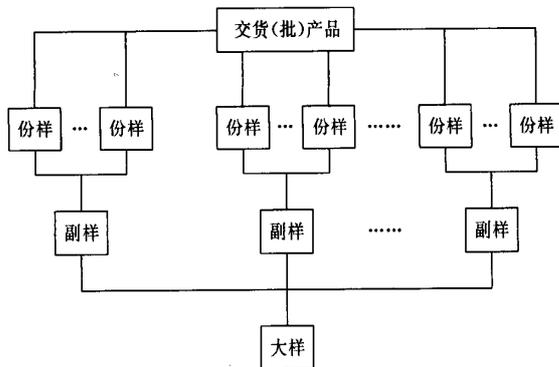 交货(批)产品
份样 … 份样 份样 … 份样 …… 份样 … 份样
副样 副样 …… 副样
大样